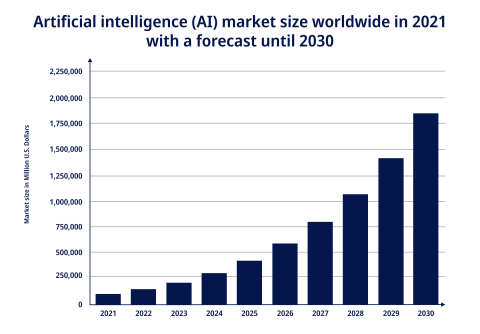 Artificial intelligence (AI) market size worldwide in 2021
with a forecast until 2030
Market size in Million U.S. Dollars
2,250,000
2,000,000
1,750,000
1,500,000
1,250,000
1,000,000
750,000
500,000
250,000
0
2021 2022 2023 2024 2025 2026 2027 2028 2029 2030